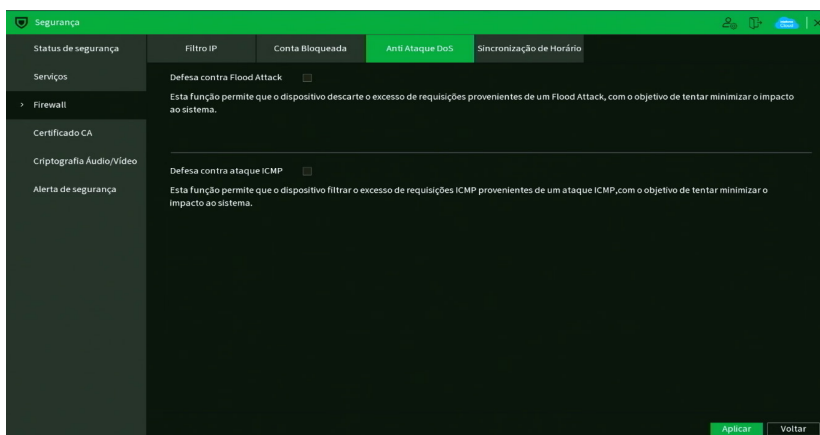 Segurança
Cloud
Status de segurança
Serviços
Firewall
Certificado CA
Criptografia Áudio/Vídeo
Alerta de segurança
Filtro IP
Conta Bloqueada
Anti Ataque DoS
Sincronização de Horário
Defesa contra Flood Attack
Esta função permite que o dispositivo descarte o excesso de requisições provenientes de um Flood Attack, com o objetivo de tentar minimizar o impacto
ao sistema.
Defesa contra ataque ICMP
Esta função permite que o dispositivo filtrar o excesso de requisições ICMP provenientes de um ataque ICMP,com o objetivo de tentar minimizar o
impacto ao sistema.
Aplicar
Voltar